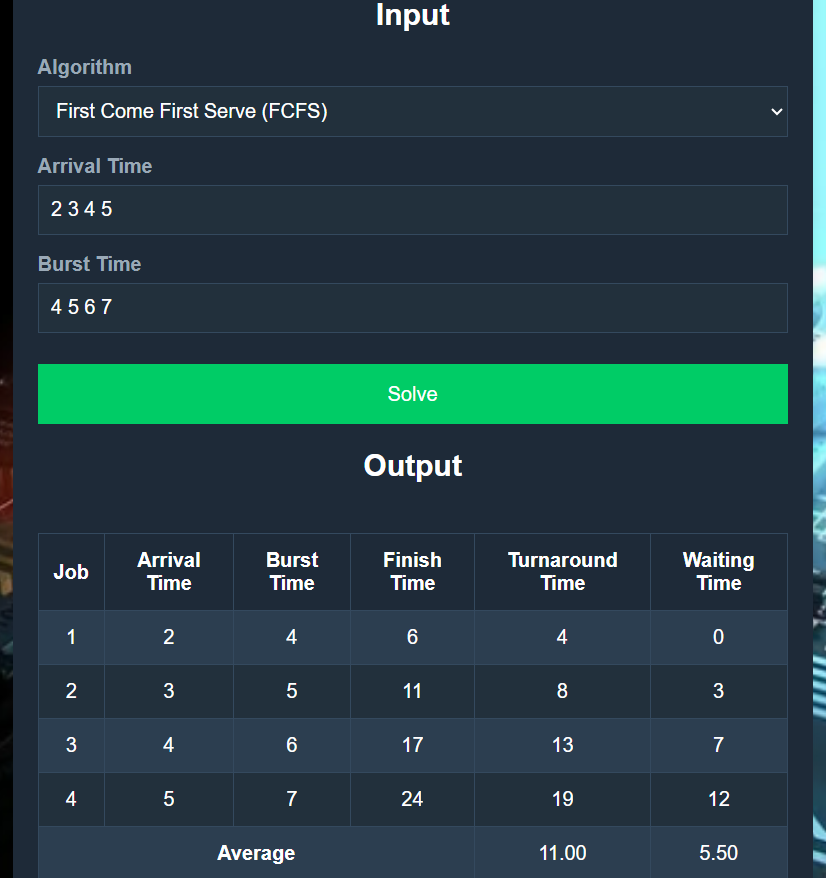 Input
Algorithm
First Come First Serve (FCFS)
Arrival Time
2 3 4 5
Burst Time
4 5 6 7
Solve
Output
Job Arrival Time Burst Time Finish Time Turnaround Time Waiting Time
1 2 4 6 4 0
2 3 5 11 8 3
3 4 6 17 13 7
4 5 7 24 19 12
Average 11.00 5.50